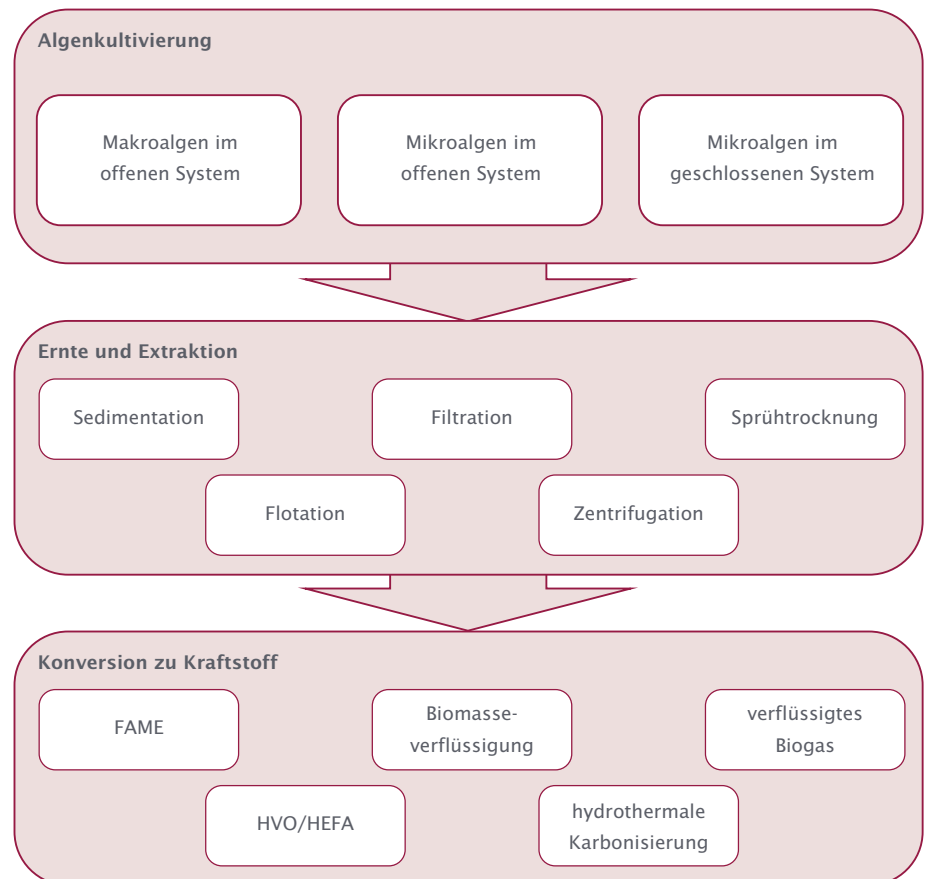 Algenkultivierung
Makroalgen im
offenen System
Mikroalgen im
offenen System
Mikroalgen im
geschlossenen System
Ernte und Extraktion
Sedimentation
Filtration
Sprühtrocknung
Flotation
Zentrifugation
Konversion zu Kraftstoff
FAME
Biomasse-
verflüssigung
verflüssigtes
Biogas
HVO/HEFA
hydrothermale
Karbonisierung